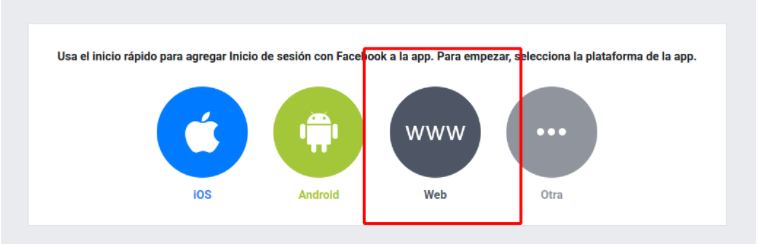 Usa el inicio rápido para agregar Inicio de sesión con Facebook a la app. Para empezar, selecciona la plataforma de la app.
WWW
iOS Android Web Otra